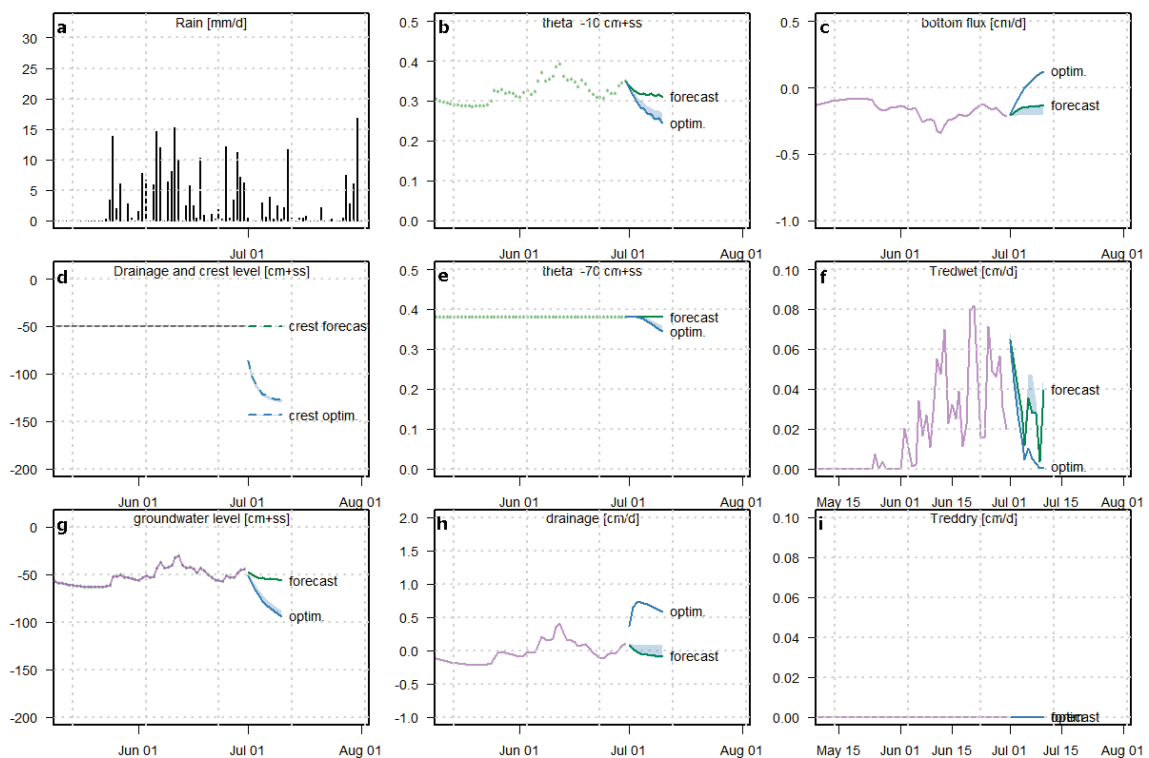 a Rain [mm/d]
30
25
20
15
10
5
0
Jul 01
b theta -10 cm+ss
0.5
0.4
0.3
0.2
0.1
0.0
forecast
optim.
Jun 01 Jul 01 Aug 01
c bottom flux [cm/d]
0.5
0.0
-0.5
-1.0
optim.
forecast
Jun 01 Jul 01 Aug 01
d Drainage and crest level [cm+ss]
0
-50
-100
-150
-200
crest forecas
crest optim.
Jun 01 Jul 01 Aug 01
e theta -70 cm+ss
0.5
0.4
0.3
0.2
0.1
0.0
forecast
optim.
Jun 01 Jul 01 Aug 01
f Tredwet [cm/d]
0.10
0.08
0.06
0.04
0.02
0.00
forecast
optim.
May 15 Jun 01 Jun 15 Jul 01 Jul 15 Aug 01
g groundwater level [cm+ss]
0
-50
-100
-150
-200
forecast
optim.
Jun 01 Jul 01 Aug 01
h drainage [cm/d]
2.0
1.5
1.0
0.5
0.0
-0.5
-1.0
optim.
forecast
Jun 01 Jul 01 Aug 01
i Treddry [cm/d]
0.10
0.08
0.06
0.04
0.02
0.00
forecast
optim.
May 15 Jun 01 Jun 15 Jul 01 Jul 15 Aug 01